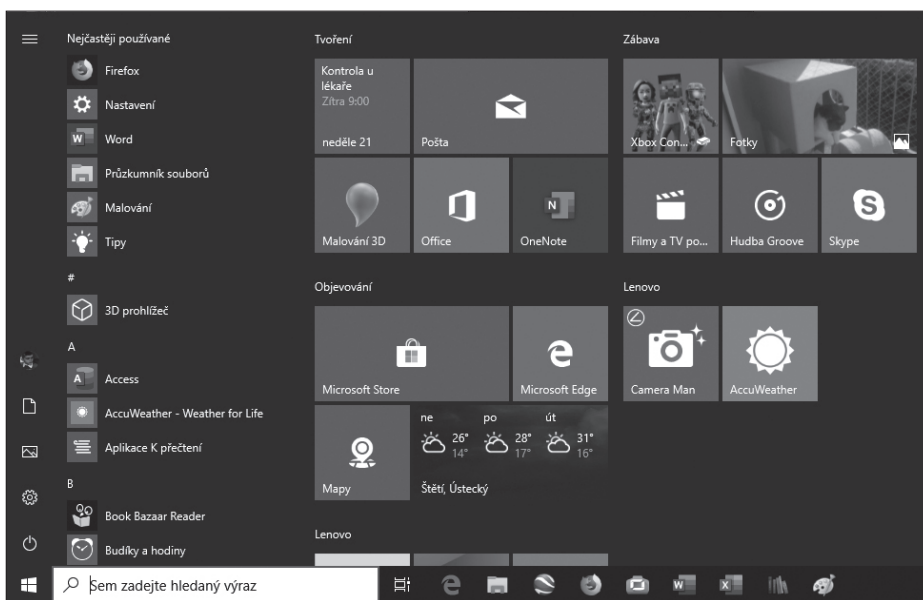 Nejčastěji používané
Firefox
Nastavení
Word
Průzkumník souborů
Malování
Tipy
#
3D prohlížeč
A
Access
AccuWeather - Weather for Life
Aplikace K přečtení
B
Book Bazaar Reader
Budíky a hodiny
Tvoření
Kontrola u
lékaře
Zítra 9:00
neděle 21
Pošta
Malování 3D
Office
OneNote
Objevování
Microsoft Store
Microsoft Edge
Mapy
ne po út
26° 28° 31°
14° 17° 16°
Štětí, Ústecký
Lenovo
Zábava
Xbox Con...
Fotky
Filmy a TV po...
Hudba Groove
Skype
Lenovo
Camera Man
AccuWeather
Sem zadejte hledaný výraz